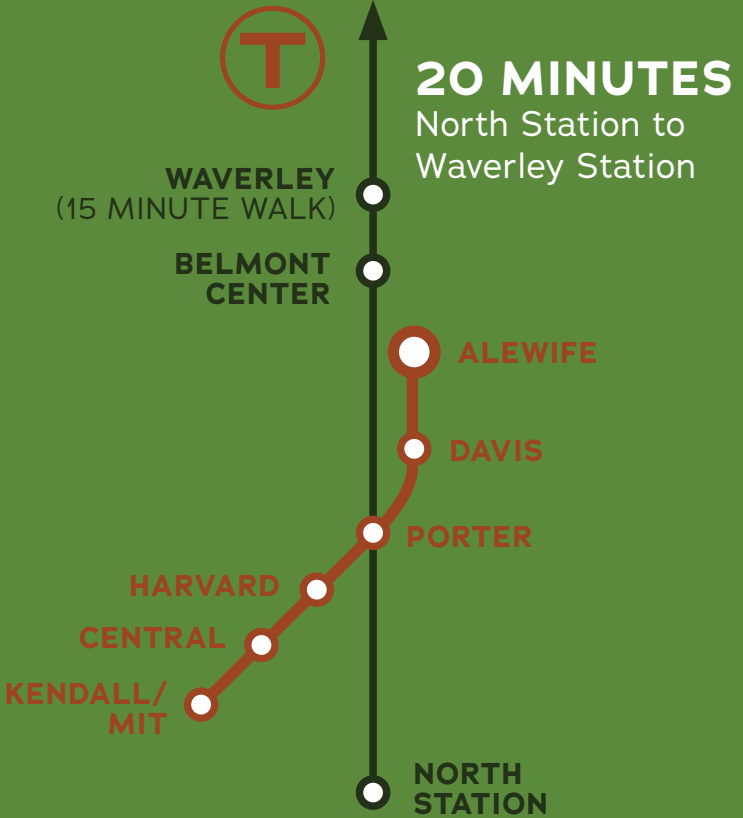 T
20 MINUTES
North Station to
Waverley Station
WAVERLEY
(15 MINUTE WALK)
BELMONT
CENTER
ALEWIFE
DAVIS
PORTER
HARVARD
CENTRAL
KENDALL/
MIT
NORTH
STATION